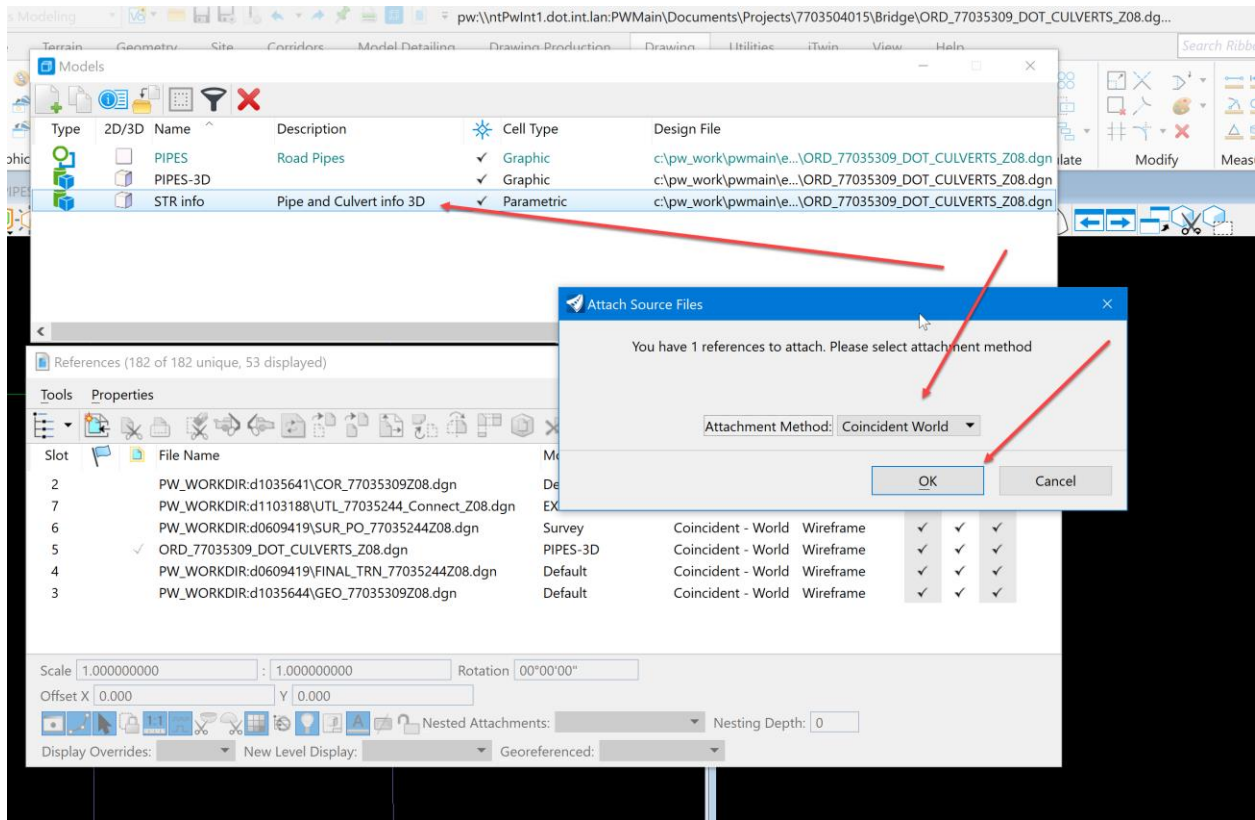 s Modeling
pw:\\ntPwInt1.dot.int.lan:PWMain\Documents\Projects\7703504015\Bridge\ORD_77035309_DOT_CULVERTS_Z08.dg...
Terrain Geometry Site Corridors Model Detailing Drawing Production Drawing Utilities iTwin View Help Search Ribb
Models
Type 2D/3D Name Description Cell Type Design File
PIPES Road Pipes Graphic c:\pw_work\pwmain\e...\ORD_77035309_DOT_CULVERTS_Z08.dgn
PIPES-3D Graphic c:\pw_work\pwmain\e...\ORD_77035309_DOT_CULVERTS_Z08.dgn
STR info Pipe and Culvert info 3D Parametric c:\pw_work\pwmain\e...\ORD_77035309_DOT_CULVERTS_Z08.dgn
phic
late Modify Meas
PIPE
Attach Source Files
You have 1 references to attach. Please select attachment method
Attachment Method: Coincident World
OK Cancel
References (182 of 182 unique, 53 displayed)
Tools Properties
1:1
Slot File Name M
2 PW_WORKDIR:d1035641\COR_77035309Z08.dgn De
7 PW_WORKDIR:d1103188\UTL_77035244_Connect_Z08.dgn EX
6 PW_WORKDIR:d0609419\SUR_PO_77035244Z08.dgn Survey Coincident - World Wireframe
5 ORD_77035309_DOT_CULVERTS_Z08.dgn PIPES-3D Coincident - World Wireframe
4 PW_WORKDIR:d0609419\FINAL_TRN_77035244Z08.dgn Default Coincident - World Wireframe
3 PW_WORKDIR:d1035644\GEO_77035309Z08.dgn Default Coincident - World Wireframe
Scale 1.000000000 : 1.000000000 Rotation 00°00'00"
Offset X 0.000 Y 0.000
1:1 A Nested Attachments: Nesting Depth: 0
Display Overrides: New Level Display: Georeferenced: